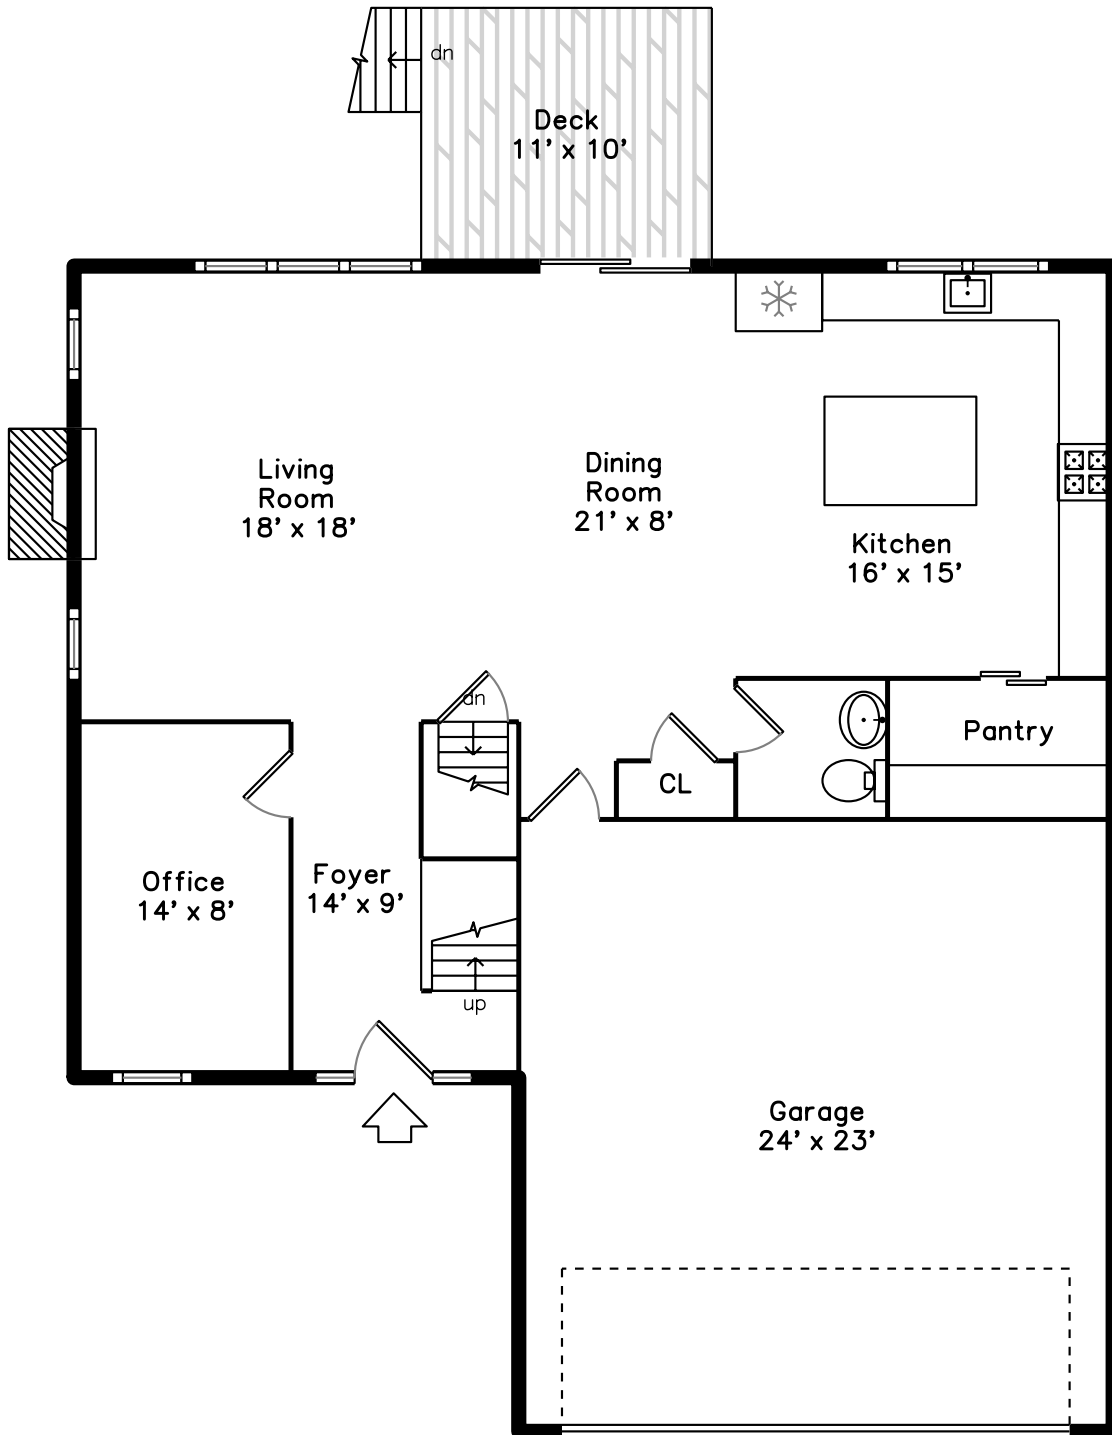 dn
Deck
11' x 10'
Living
Room
18' x 18'
Dining
Room
21' x 8'
Kitchen
16' x 15'
dn
Pantry
CL
Office
14' x 8'
Foyer
14' x 9'
up
Garage
24' x 23'